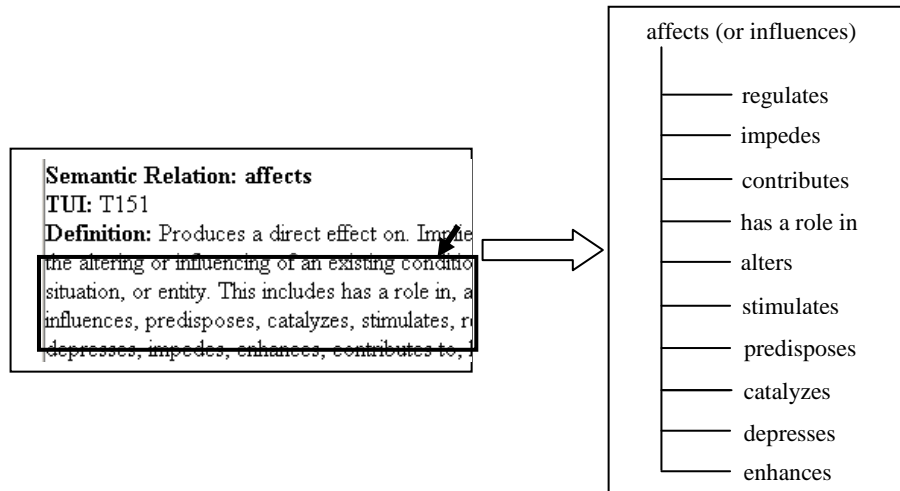 Semantic Relation: affects
TUI: T151
Definition: Produces a direct effect on.
the altering or influencing of an existing
situation, or entity. This includes has a role in,
influences, predisposes, catalyzes, stimulates,
depresses, impedes, enhances, contributes to,
affects (or influences)
regulates
impedes
contributes
has a role in
alters
stimulates
predisposes
catalyzes
depresses
enhances